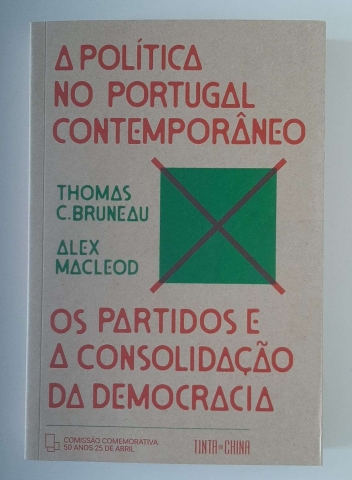 A POLÍTICA
NO PORTUGAL
CONTEMPORÂNEO
THOMAS
C. BRUNEAU
ALEX
MACLEOD
OS PARTIDOS E
A CONSOLIDAÇÃO
DA DEMOCRACIA
COMISSÃO COMEMORATIVA
50 ANOS 25 DE ABRIL
TINTA DA CHINA